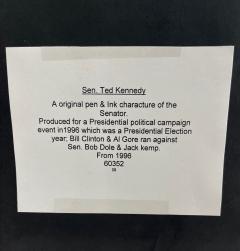 Sen. Ted Kennedy
A original pen & Ink characture of the
Senator.
Produced for a Presidential political campaign
event in1996 which was a Presidential Election
year; Bill Clinton & Al Gore ran against
Sen. Bob Dole & Jack kemp.
From 1996
60352